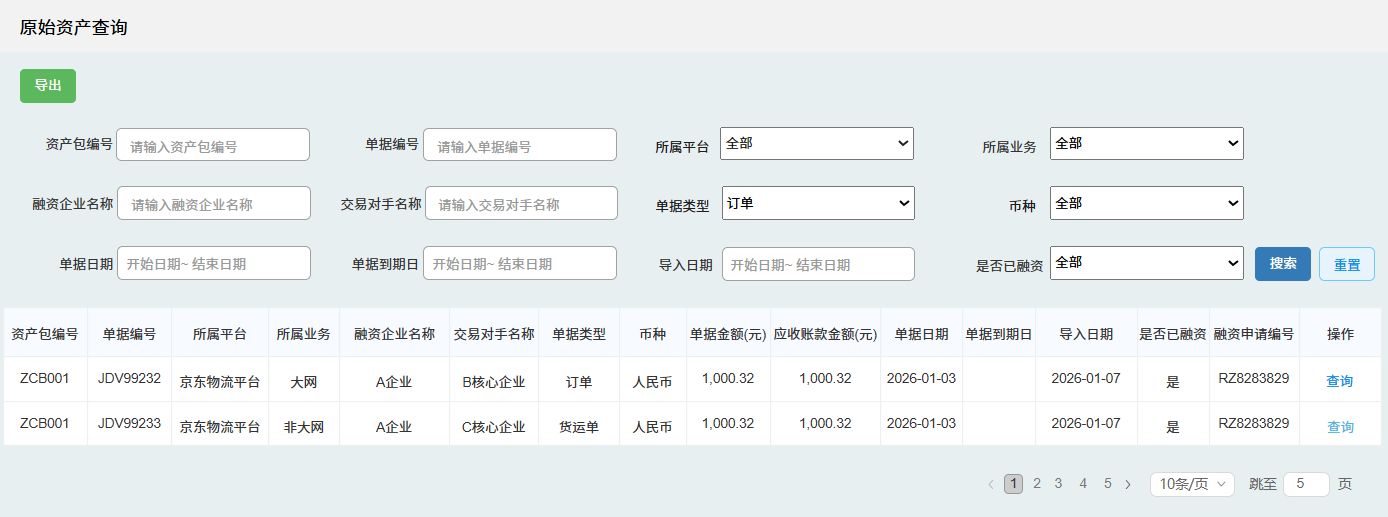 原始资产查询
导出
资产包编号 请输入资产包编号 单据编号 请输入单据编号 所属平台 全部 所属业务 全部
融资企业名称 请输入融资企业名称 交易对手名称 请输入交易对手名称 单据类型 订单 币种 全部
单据日期 开始日期~ 结束日期 单据到期日 开始日期~ 结束日期 导入日期 开始日期~ 结束日期 是否已融资 全部 搜索 重置
资产包编号 单据编号 所属平台 所属业务 融资企业名称 交易对手名称 单据类型 币种 单据金额(元) 应收账款金额(元) 单据日期 单据到期日 导入日期 是否已融资 融资申请编号 操作
ZCB001 JDV99232 京东物流平台 大网 A企业 B核心企业 订单 人民币 1,000.32 1,000.32 2026-01-03 2026-01-07 是 RZ8283829 查询
ZCB001 JDV99233 京东物流平台 非大网 A企业 C核心企业 货运单 人民币 1,000.32 1,000.32 2026-01-03 2026-01-07 是 RZ8283829 查询
1 2 3 4 5 10条/页 跳至 5 页